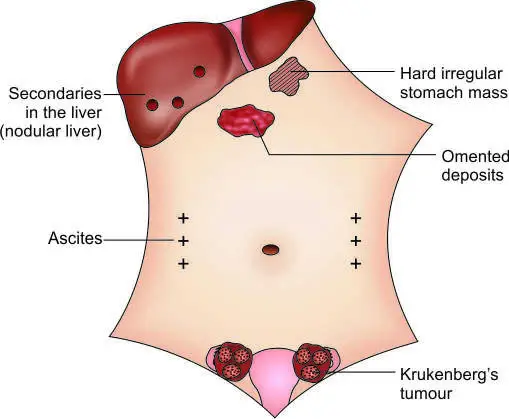 Secondaries
in the liver
(nodular liver)
Hard irregular
stomach mass
Omented
deposits
Ascites
+ +
+ +
+ +
Krukenberg's
tumour